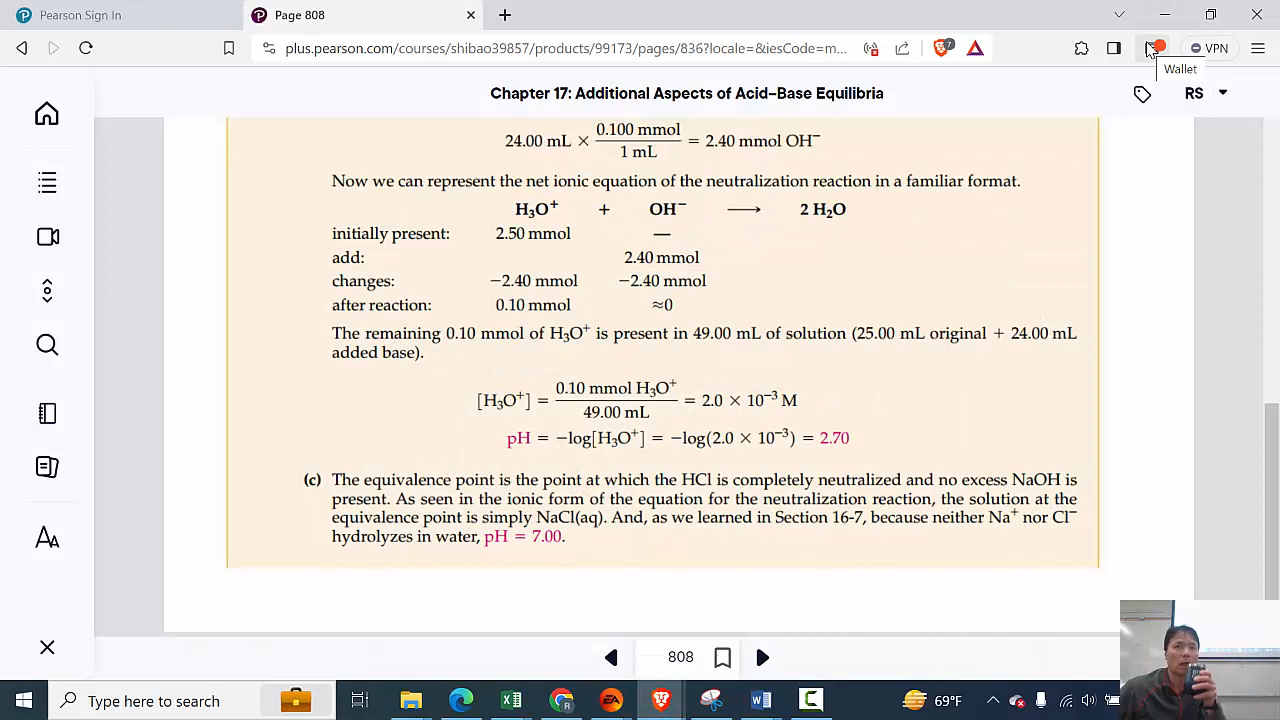 Pearson Sign In
Page 808
plus.pearson.com/courses/shibao39857/products/99173/pages/836?locale=&iesCode=m...
7
VPN
Wallet
Chapter 17: Additional Aspects of Acid–Base Equilibria
RS
24.00 mL × 0.100 mmol / 1 mL = 2.40 mmol OH⁻
Now we can represent the net ionic equation of the neutralization reaction in a familiar format.
H₃O⁺ + OH⁻ ⟶ 2 H₂O
initially present: 2.50 mmol —
add: 2.40 mmol
changes: −2.40 mmol −2.40 mmol
after reaction: 0.10 mmol ≈0
The remaining 0.10 mmol of H₃O⁺ is present in 49.00 mL of solution (25.00 mL original + 24.00 mL
added base).
[H₃O⁺] = 0.10 mmol H₃O⁺ / 49.00 mL = 2.0 × 10⁻³ M
pH = −log[H₃O⁺] = −log(2.0 × 10⁻³) = 2.70
(c) The equivalence point is the point at which the HCl is completely neutralized and no excess NaOH is
present. As seen in the ionic form of the equation for the neutralization reaction, the solution at the
equivalence point is simply NaCl(aq). And, as we learned in Section 16-7, because neither Na⁺ nor Cl⁻
hydrolyzes in water, pH = 7.00.
808
Type here to search
69°F